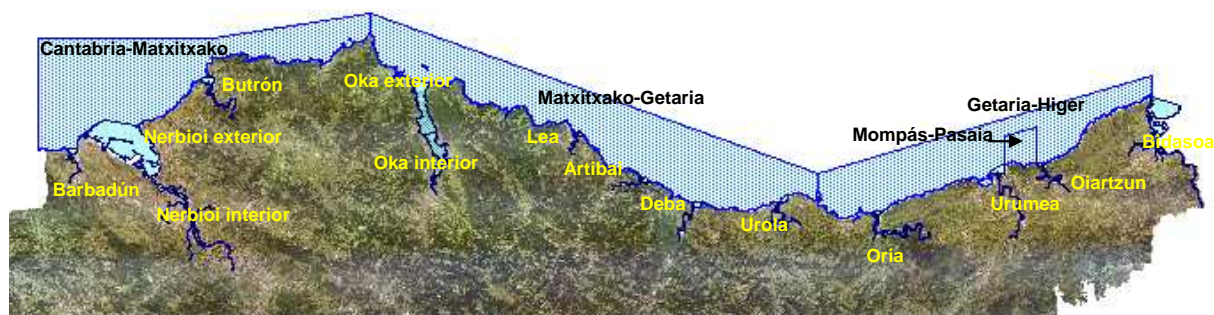 Cantabria-Matxitxako
Butrón
Oka exterior
Matxitxako-Getaria
Getaria-Higer
Nerbioi exterior
Lea
Mompás-Pasaia
Bidasoa
Oka interior
Artibai
Barbadún
Oiartzun
Nerbioi interior
Deba
Urola
Urumea
Oria